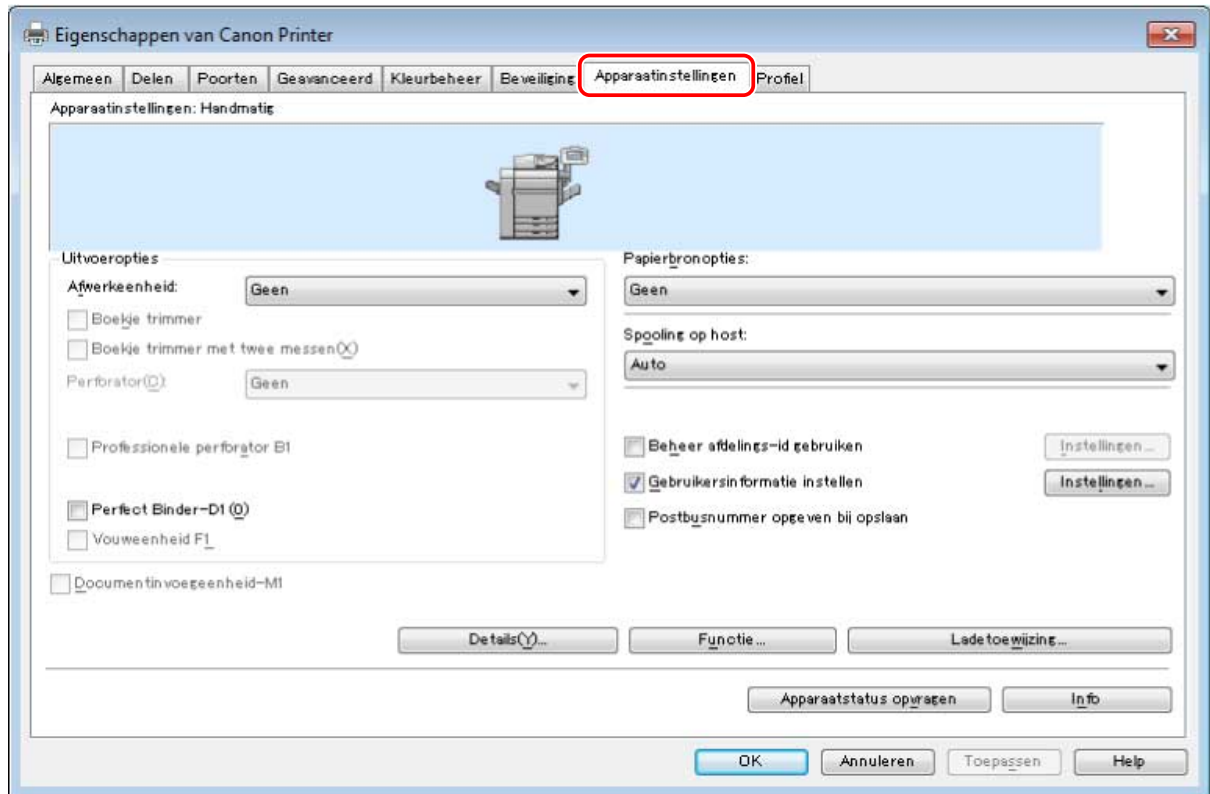 Eigenschappen van Canon Printer
Algemeen Delen Poorten Geavanceerd Kleurbeheer Beveiliging Apparaatinstellingen Profiel
Apparaatinstellingen: Handmatig
Uitvoeropties
Papierbronopties:
Afwerkeenheid: Geen
Geen
Boekje trimmer
Spooling op host:
Boekje trimmer met twee messen(X)
Auto
Perforator(C): Geen
Professionele perforator B1
Beheer afdelings-id gebruiken Instellingen...
Gebruikersinformatie instellen Instellingen...
Perfect Binder-D1 (0)
Postbusnummer opgeven bij opslaan
Vouweenheid F1
Documentinvoegeenheid-M1
Details(Y)... Functie... Ladetoewijzing...
Apparaatstatus opvragen Info
OK Annuleren Toepassen Help